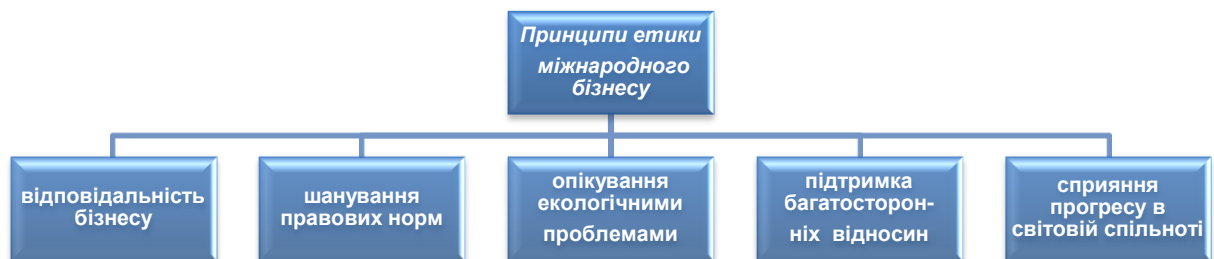 Принципи етики
міжнародного
бізнесу
відповідальність
бізнесу
шанування
правових норм
опікування
екологічними
проблемами
підтримка
багатосторон-
ніх відносин
сприяння
прогресу в
світовій спільноті